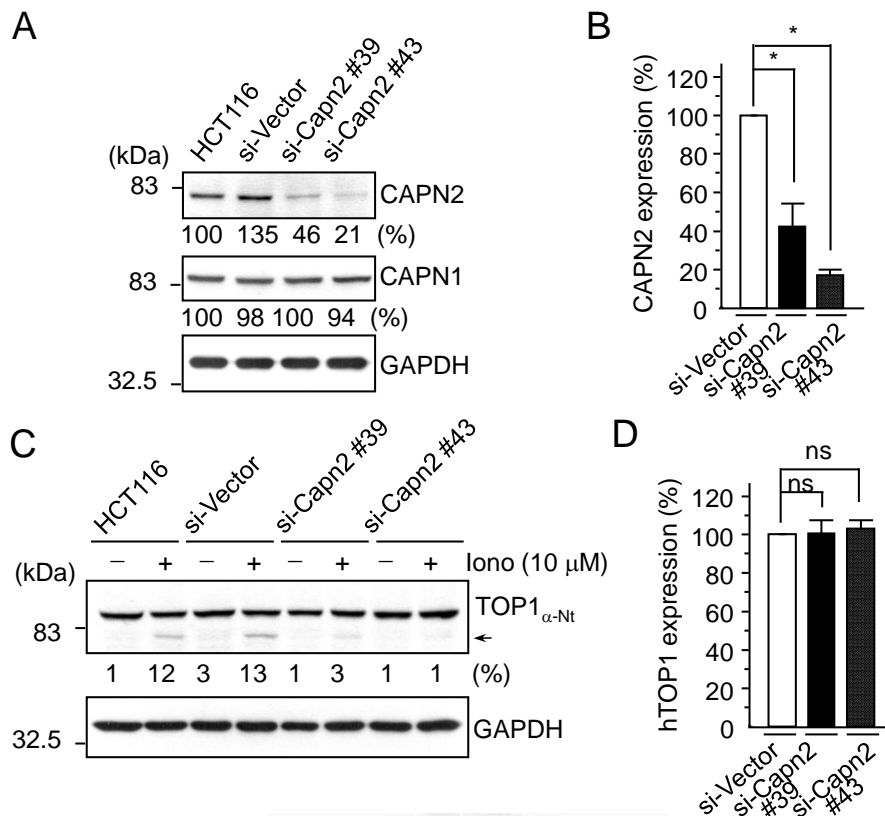 A
HCT116
si-Vector
si-Capn2 #39
si-Capn2 #43
(kDa)
83
CAPN2
100 135 46 21 (%)
83
CAPN1
100 98 100 94 (%)
32.5
GAPDH
B
CAPN2 expression (%)
*
*
120
100
80
60
40
20
0
si-Vector
si-Capn2
#39
si-Capn2
#43
C
HCT116
si-Vector
si-Capn2 #39
si-Capn2 #43
– + – + – + – + Iono (10 μM)
(kDa)
83
TOP1α-Nt
1 12 3 13 1 3 1 1 (%)
32.5
GAPDH
D
hTOP1 expression (%)
ns
ns
120
100
80
60
40
20
0
si-Vector
si-Capn2
#39
si-Capn2
#43